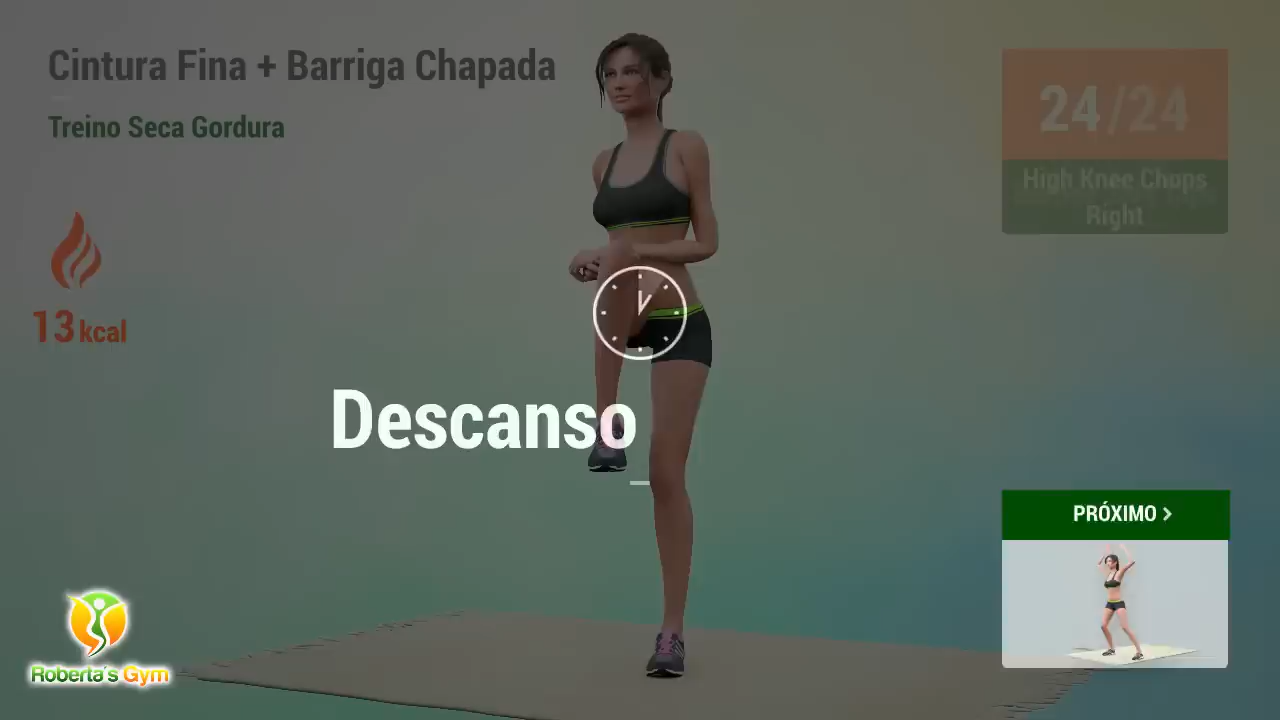 Cintura Fina + Barriga Chapada
Treino Seca Gordura
24/24
High Knee Chops
Right
13 kcal
Descanso
PRÓXIMO >
Roberta's Gym